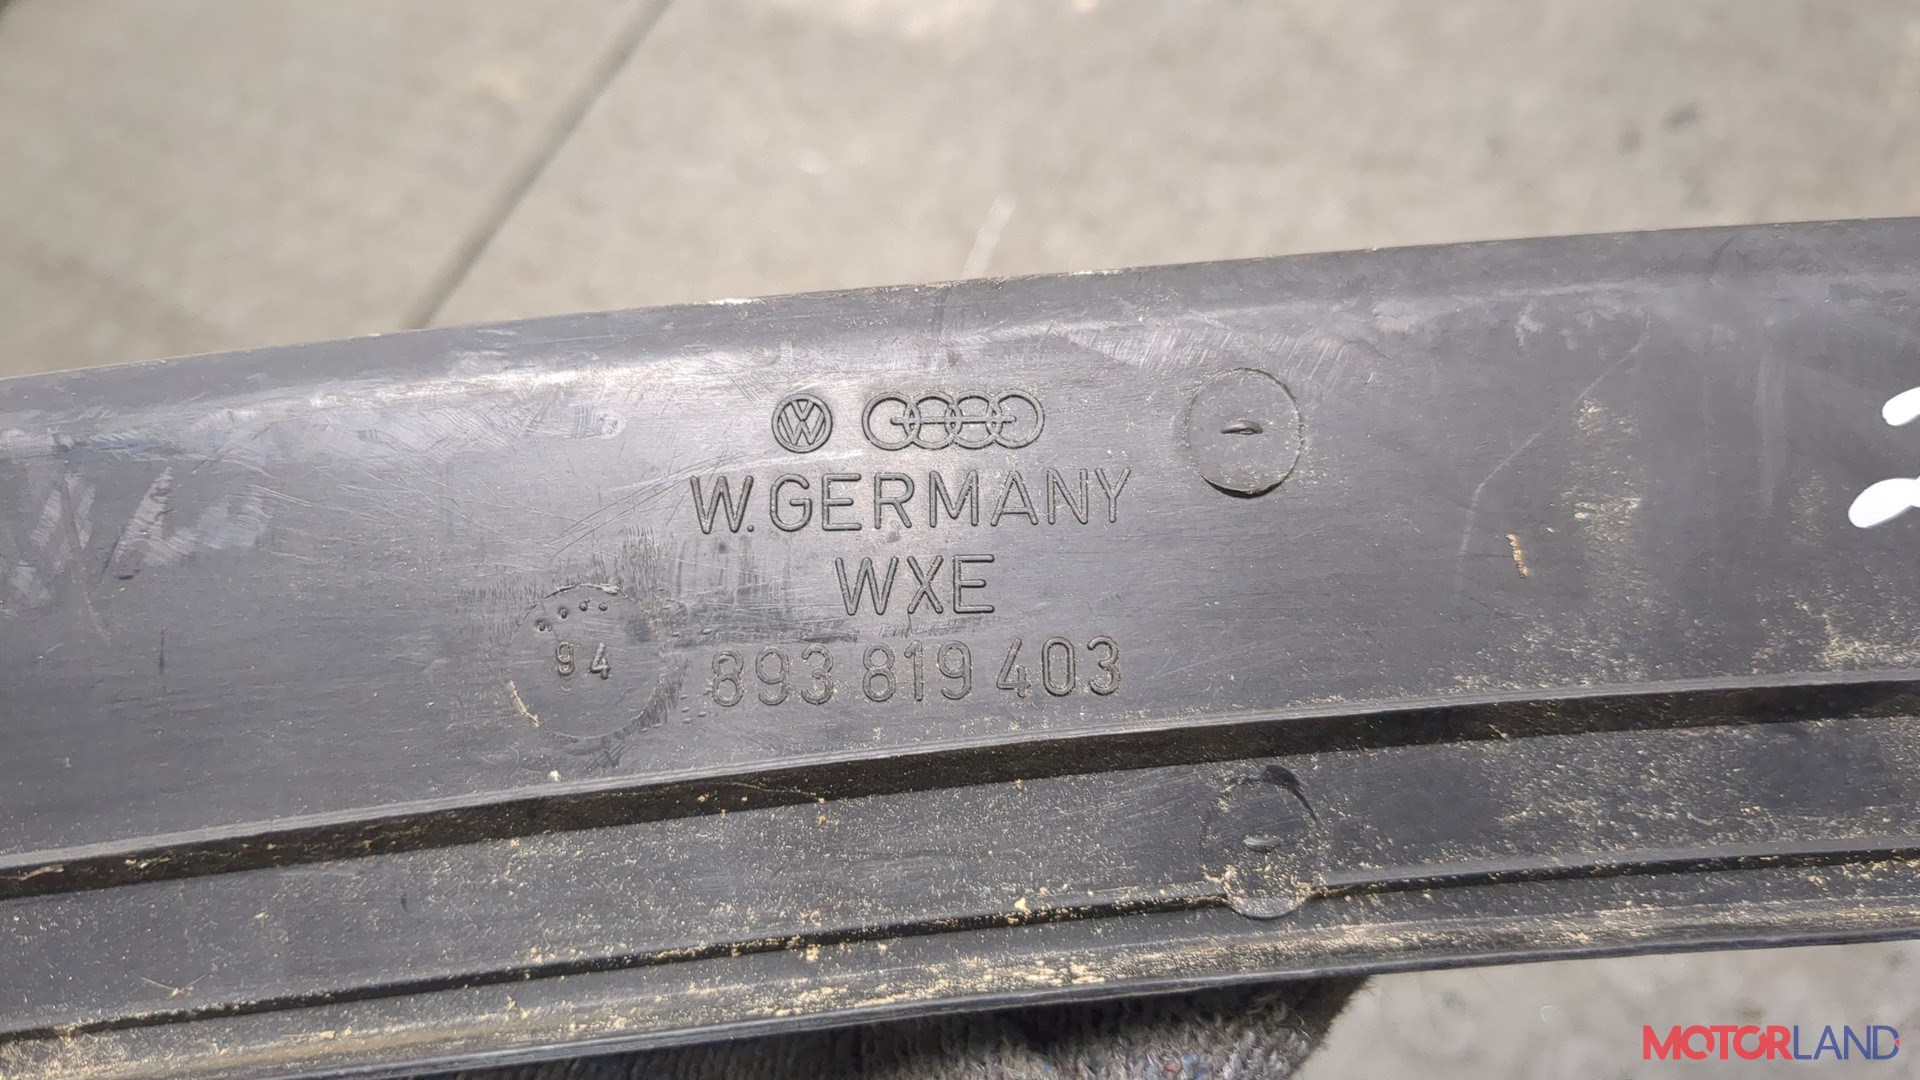 W.GERMANY
WXE
94
893 819 403
MOTORLAND